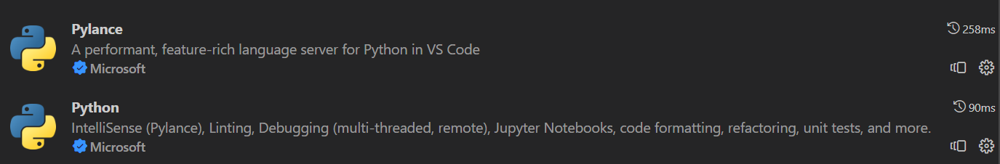 Pylance
258ms
A performant, feature-rich language server for Python in VS Code
Microsoft
Python
90ms
IntelliSense (Pylance), Linting, Debugging (multi-threaded, remote), Jupyter Notebooks, code formatting, refactoring, unit tests, and more.
Microsoft